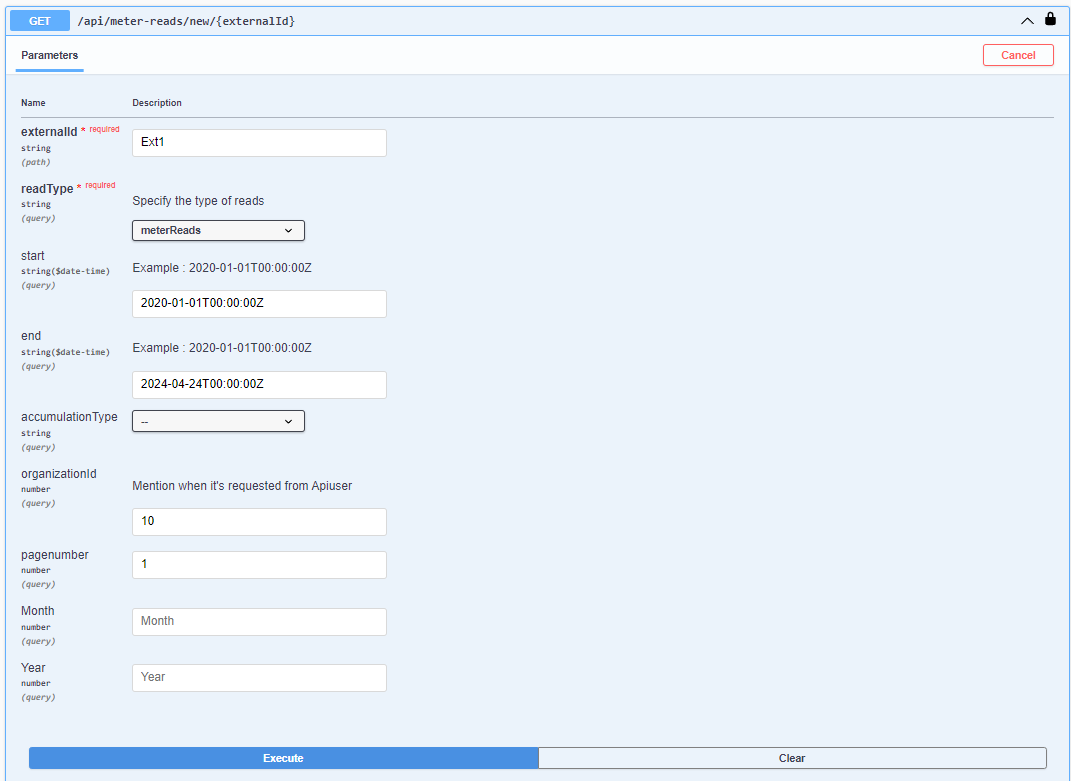 GET /api/meter-reads/new/{externalId}
Parameters
Cancel
Name Description
externalId * required
string
(path)
Ext1
readType * required
string
(query)
Specify the type of reads
meterReads
start
string($date-time)
(query)
Example : 2020-01-01T00:00:00Z
2020-01-01T00:00:00Z
end
string($date-time)
(query)
Example : 2020-01-01T00:00:00Z
2024-04-24T00:00:00Z
accumulationType
string
(query)
--
organizationId
number
(query)
Mention when it's requested from Apiuser
10
pagenumber
number
(query)
1
Month
number
(query)
Month
Year
number
(query)
Year
Execute Clear